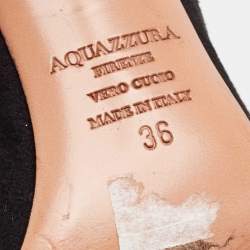 AQUAZZURA
FIRENZE
VERO CUOIO
MADE IN ITALY
36